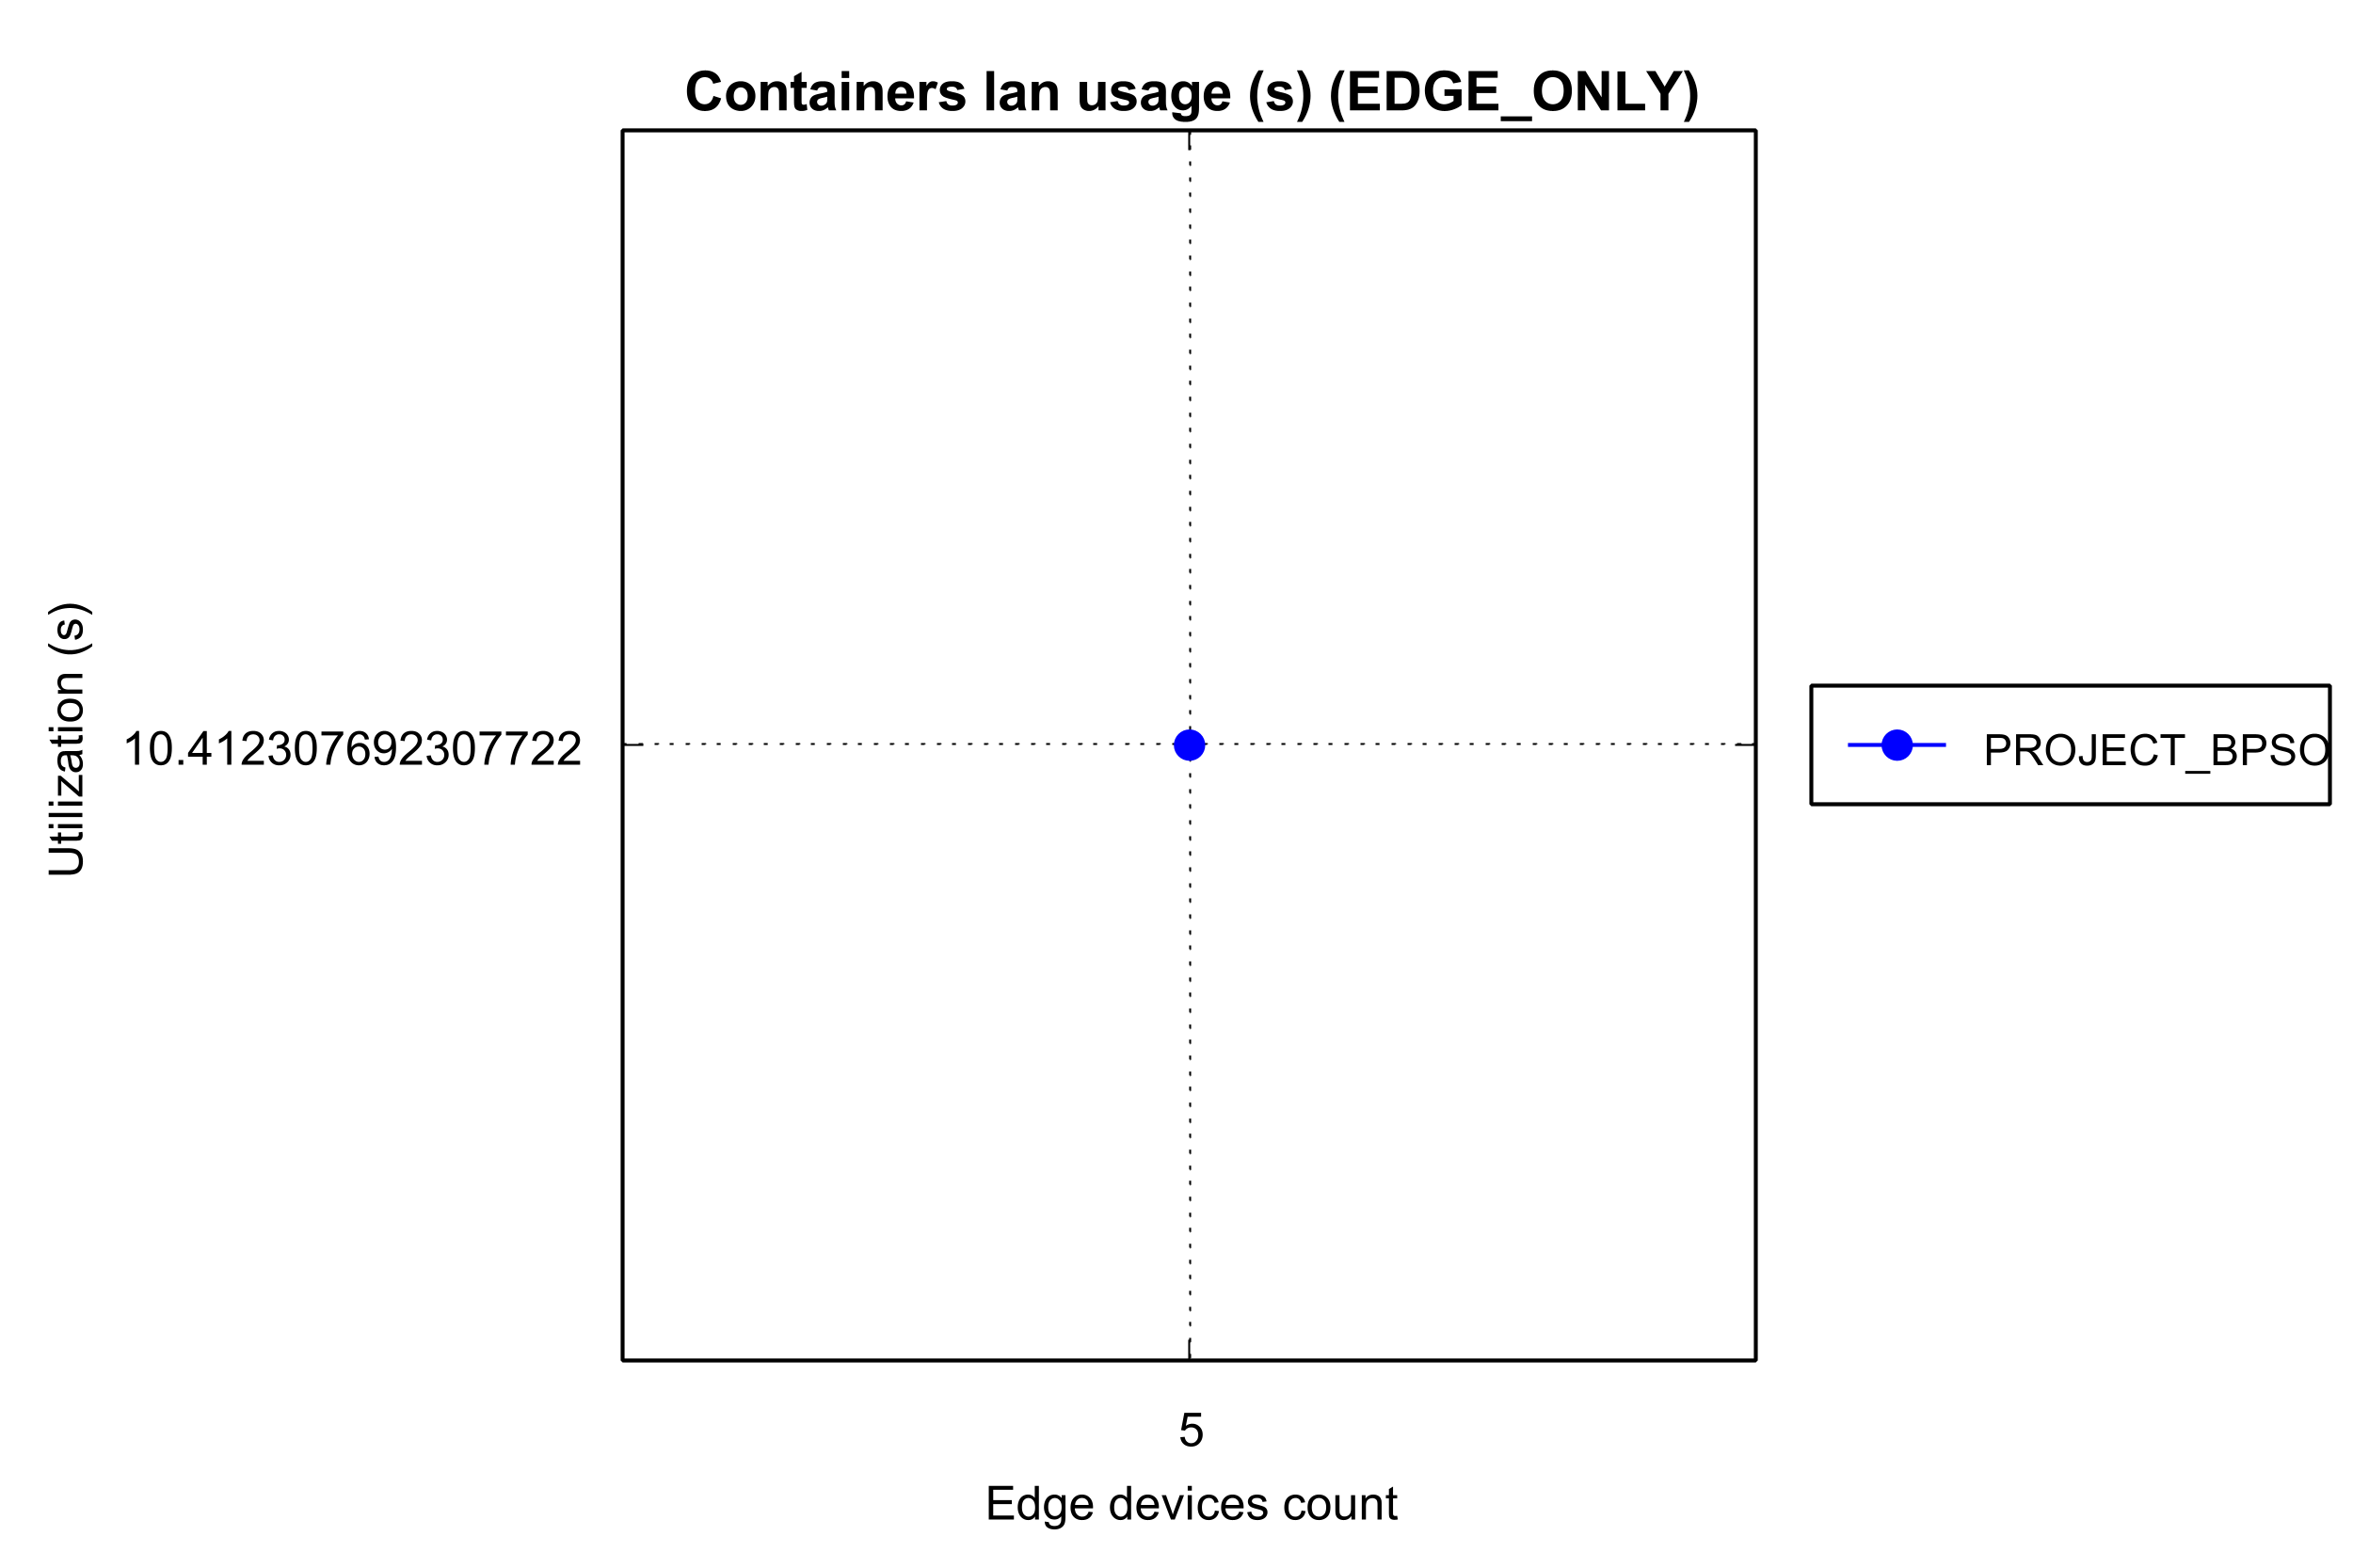 Containers lan usage (s) (EDGE_ONLY)
Utilization (s)
10.412307692307722
PROJECT_BPSO
5
Edge devices count